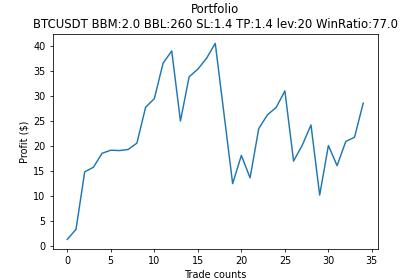 Portfolio
BTCUSDT BBM:2.0 BBL:260 SL:1.4 TP:1.4 lev:20 WinRatio:77.0
40
35
30
25
20
15
10
5
0
Profit ($)
0 5 10 15 20 25 30 35
Trade counts